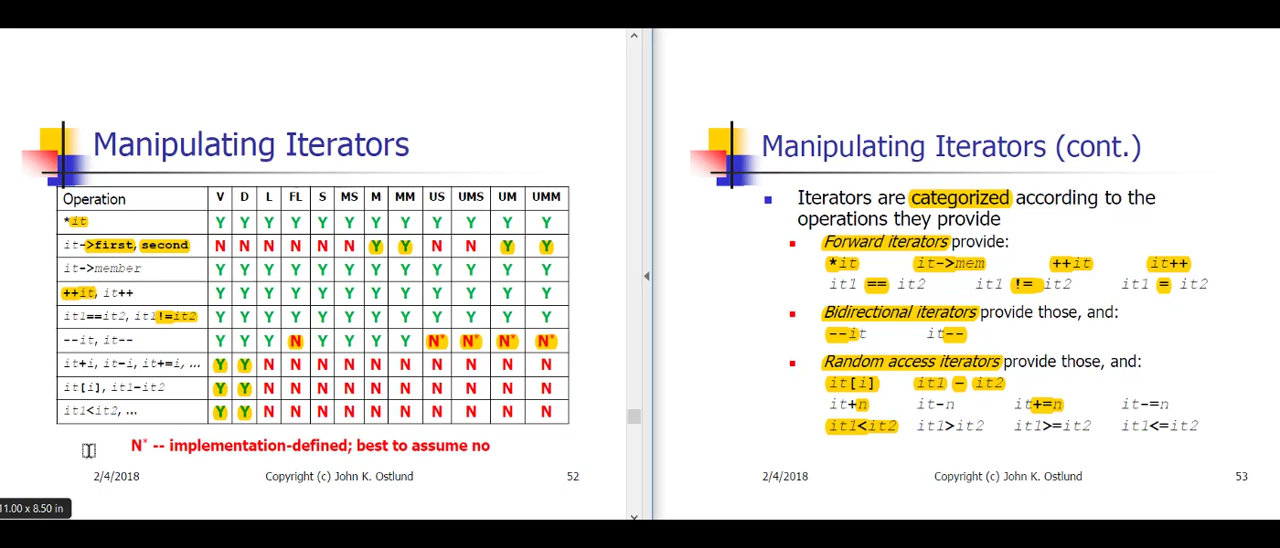 Manipulating Iterators
Operation V D L FL S MS M MM US UMS UM UMM
*it Y Y Y Y Y Y Y Y Y Y Y Y
it->first, second N N N N N N Y Y N N Y Y
it->member Y Y Y Y Y Y Y Y Y Y Y Y
++it, it++ Y Y Y Y Y Y Y Y Y Y Y Y
it1==it2, it1!=it2 Y Y Y Y Y Y Y Y Y Y Y Y
--it, it-- Y Y Y N Y Y Y Y N* N* N* N*
it+i, it-i, it+=i, ... Y Y N N N N N N N N N N
it[i], it1-it2 Y Y N N N N N N N N N N
it1<it2, ... Y Y N N N N N N N N N N
N* -- implementation-defined; best to assume no
2/4/2018 Copyright (c) John K. Ostlund 52
11.00 x 8.50 in
Manipulating Iterators (cont.)
Iterators are categorized according to the
operations they provide
Forward iterators provide:
*it it->mem ++it it++
it1 == it2 it1 != it2 it1 = it2
Bidirectional iterators provide those, and:
--it it--
Random access iterators provide those, and:
it[i] it1 - it2
it+n it-n it+=n it-=n
it1<it2 it1>it2 it1>=it2 it1<=it2
2/4/2018 Copyright (c) John K. Ostlund 53